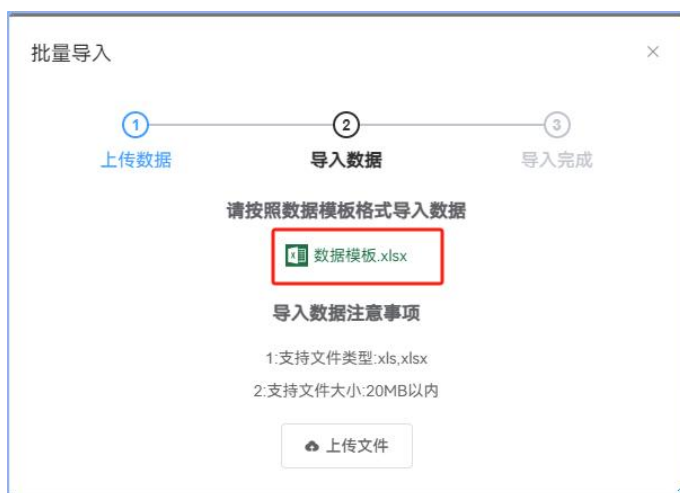 批量导入
1 2 3
上传数据 导入数据 导入完成
请按照数据模板格式导入数据
数据模板.xlsx
导入数据注意事项
1:支持文件类型:xls,xlsx
2:支持文件大小:20MB以内
上传文件